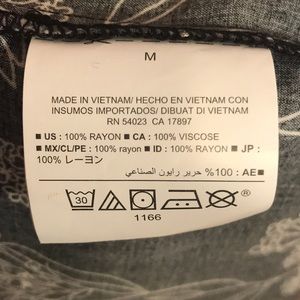 M
MADE IN VIETNAM/ HECHO EN VIETNAM CON
INSUMOS IMPORTADOS/ DIBUAT DI VIETNAM
RN 54023 CA 17897
■ US : 100% RAYON ■ CA : 100% VISCOSE
■ MX/CL/PE : 100% rayon ■ ID : 100% RAYON ■ JP :
100% レーヨン
■ AE : 100% حرير رايون الصناعي
30
1166